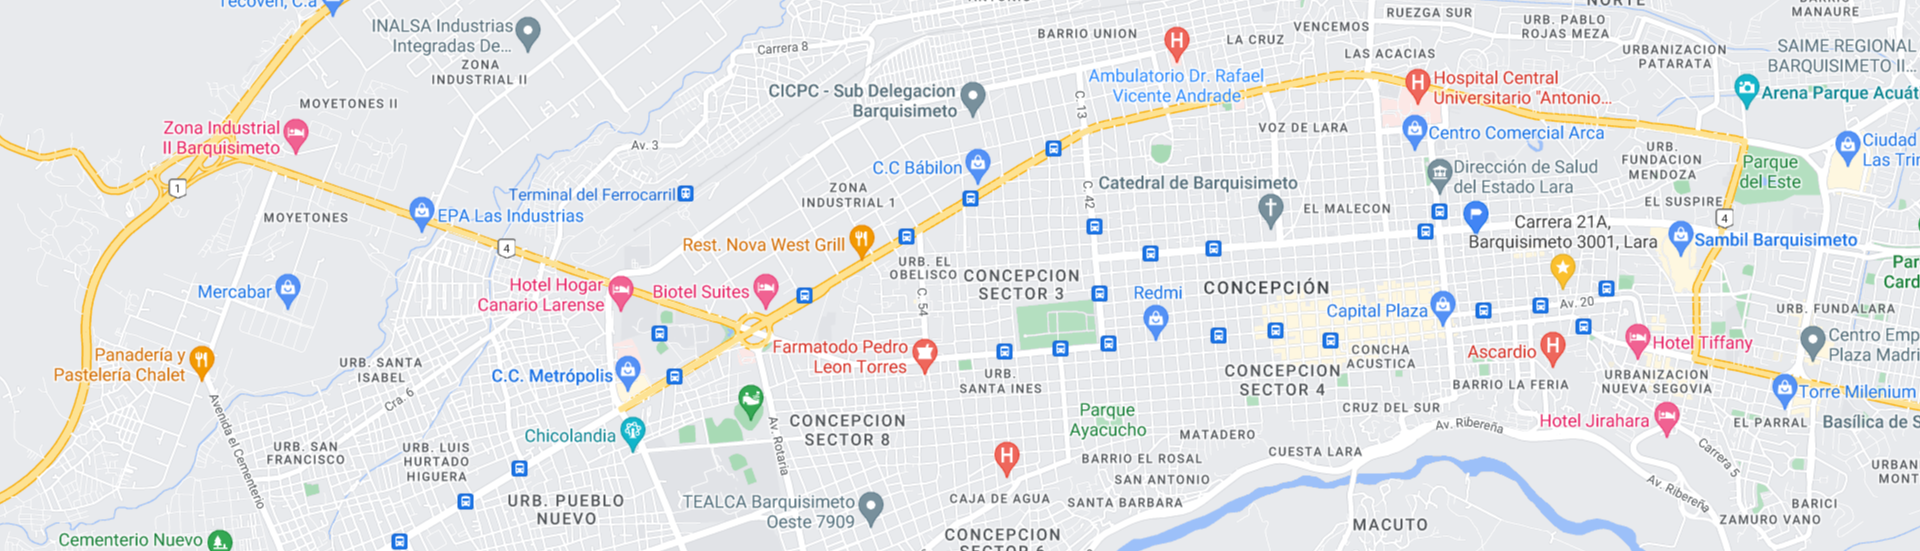 Tecoven, C.a
INALSA Industrias
Integradas De...
ZONA
INDUSTRIAL II
MOYETONES II
Zona Industrial
II Barquisimeto
1
MOYETONES
EPA Las Industrias
4
Mercabar
Panadería y
Pastelería Chalet
Avenida el Cementerio
URB. SAN
FRANCISCO
Cementerio Nuevo
URB. SANTA
ISABEL
Cra. 6
URB. LUIS
HURTADO
HIGUERA
URB. PUEBLO
NUEVO
Carrera 8
Av. 3
Terminal del Ferrocarril
Hotel Hogar
Canario Larense
Biotel Suites
C.C. Metrópolis
Chicolandia
Rest. Nova West Grill
ZONA
INDUSTRIAL 1
C.C Bábilon
CICPC - Sub Delegacion
Barquisimeto
BARRIO UNION
Ambulatorio Dr. Rafael
Vicente Andrade
C. 13
C. 42
C. 54
URB. EL
OBELISCO
CONCEPCION
SECTOR 3
Farmatodo Pedro
Leon Torres
URB.
SANTA INES
CONCEPCION
SECTOR 8
Av. Rotaria
TEALCA Barquisimeto
Oeste 7909
CAJA DE AGUA
CONCEPCION
SECTOR 6
Parque
Ayacucho
BARRIO EL ROSAL
SAN ANTONIO
SANTA BARBARA
MATADERO
CUESTA LARA
Redmi
CONCEPCIÓN
Catedral de Barquisimeto
EL MALECON
VOZ DE LARA
LA CRUZ
VENCEMOS
LAS ACACIAS
RUEZGA SUR
URB. PABLO
ROJAS MEZA
NORTE
BARRIO
MANAURE
URBANIZACION
PATARATA
SAIME REGIONAL
BARQUISIMETO II...
Arena Parque Acuát
Hospital Central
Universitario "Antonio...
Centro Comercial Arca
Dirección de Salud
del Estado Lara
URB.
FUNDACION
MENDOZA
Parque
del Este
Ciudad
Las Trin
EL SUSPIRE
4
Carrera 21A,
Barquisimeto 3001, Lara
Sambil Barquisimeto
Par
Card
Av. 20
Capital Plaza
CONCHA
ACUSTICA
CONCEPCION
SECTOR 4
CRUZ DEL SUR
Ascardio
BARRIO LA FERIA
Hotel Tiffany
URBANIZACION
NUEVA SEGOVIA
URB. FUNDALARA
Centro Emp
Plaza Madri
Torre Milenium
Hotel Jirahara
EL PARRAL
Basílica de S
Av. Ribereña
Carrera 5
Av. Ribereña
URBAN
MONT
BARICI
ZAMURO VANO
MACUTO